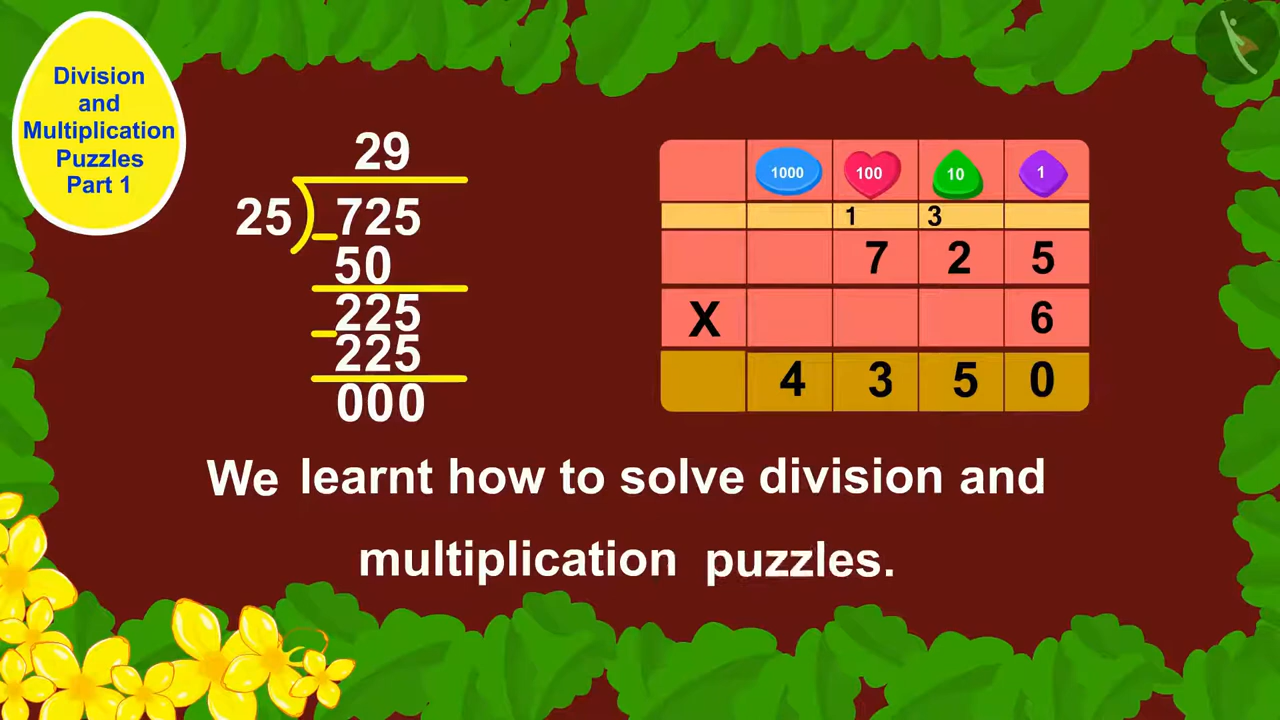 Division
and
Multiplication
Puzzles
Part 1
29
25 725
50
225
225
000
1000 100 10 1
1 3
7 2 5
X 6
4 3 5 0
We learnt how to solve division and
multiplication puzzles.